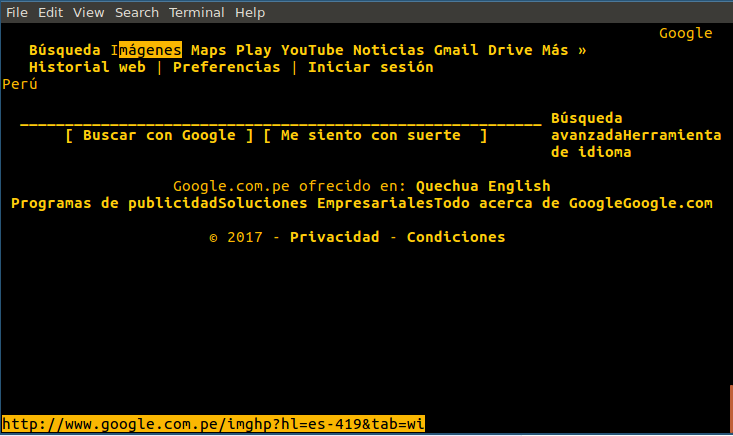 File Edit View Search Terminal Help
Google
Búsqueda Imágenes Maps Play YouTube Noticias Gmail Drive Más »
Historial web | Preferencias | Iniciar sesión
Perú
__________________________________________________________ Búsqueda
[ Buscar con Google ] [ Me siento con suerte  ] avanzadaHerramienta
de idioma
Google.com.pe ofrecido en: Quechua English
Programas de publicidadSoluciones EmpresarialesTodo acerca de GoogleGoogle.com
© 2017 - Privacidad - Condiciones
http://www.google.com.pe/imghp?hl=es-419&tab=wi